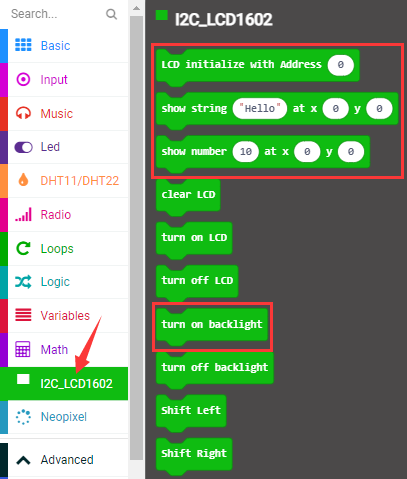 Search...
Basic
Input
Music
Led
DHT11/DHT22
Radio
Loops
Logic
Variables
Math
I2C_LCD1602
Neopixel
Advanced
I2C_LCD1602
LCD initialize with Address 0
show string "Hello" at x 0 y 0
show number 10 at x 0 y 0
clear LCD
turn on LCD
turn off LCD
turn on backlight
turn off backlight
Shift Left
Shift Right